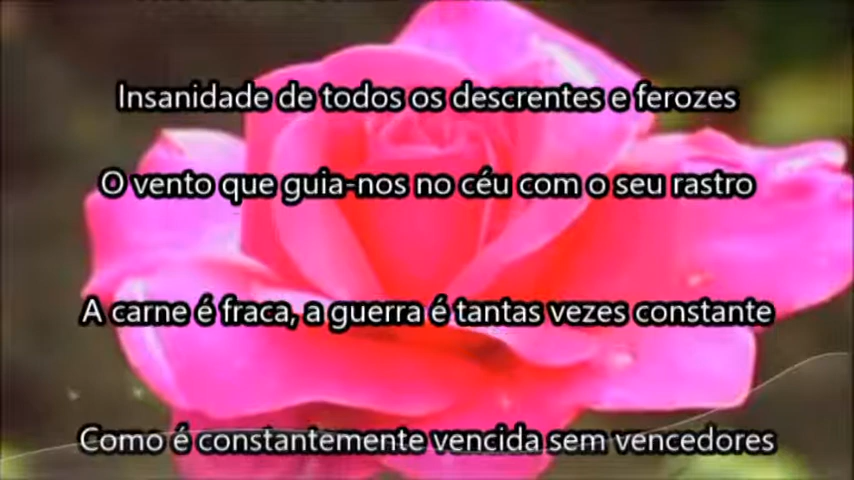 Insanidade de todos os descrentes e ferozes
O vento que guia-nos no céu com o seu rastro
A carne é fraca, a guerra é tantas vezes constante
Como é constantemente vencida sem vencedores